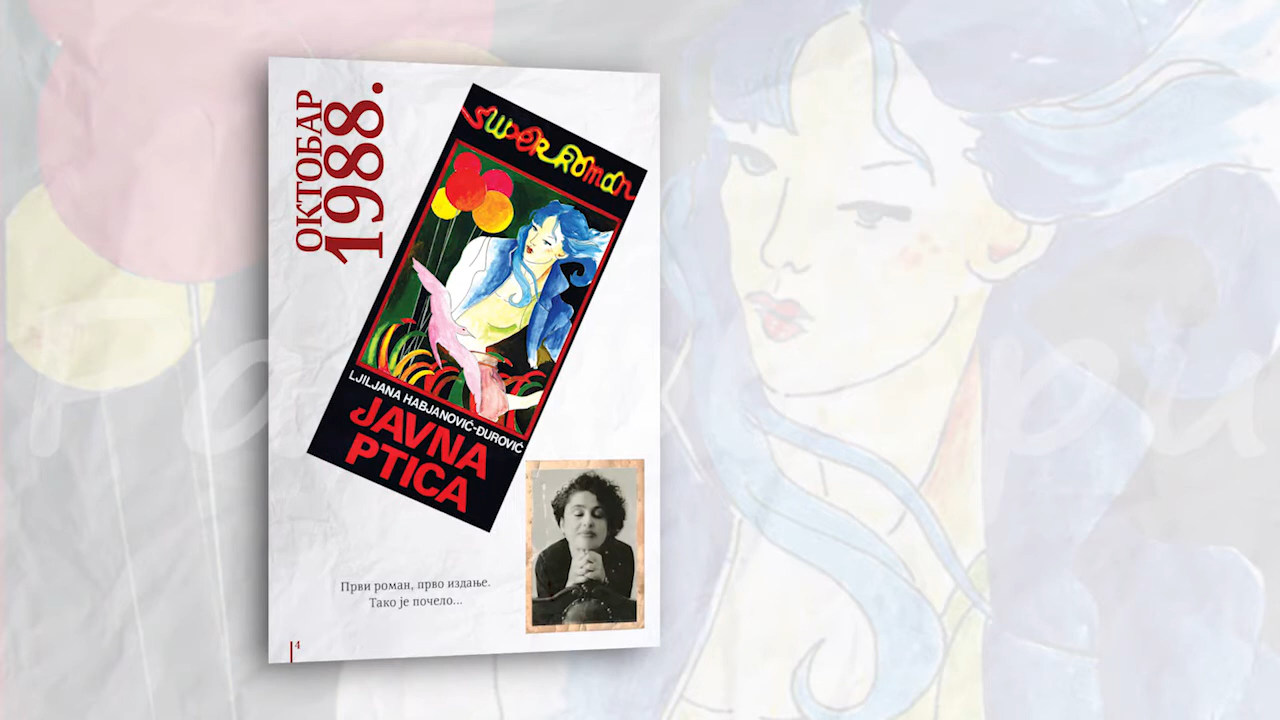 ОКТОБАР
1988.
SUPER ROMAN
LJILJANA HABJANOVIĆ-ĐUROVIĆ
JAVNA
PTICA
Први роман, прво издање.
Тако је почело...
4